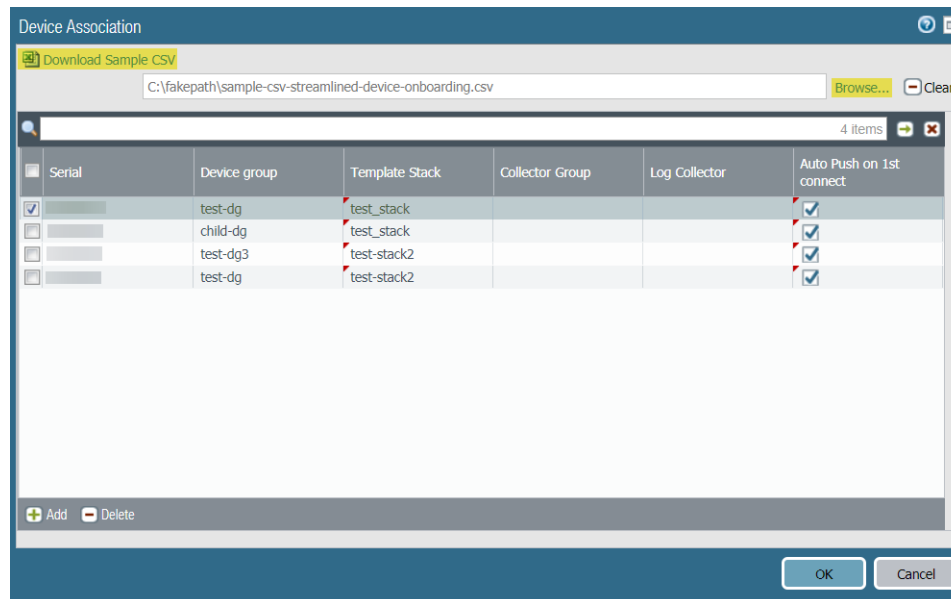 Device Association
Download Sample CSV
C:\fakepath\sample-csv-streamlined-device-onboarding.csv Browse... Clear
4 items
Serial Device group Template Stack Collector Group Log Collector Auto Push on 1st
connect
test-dg test_stack
child-dg test_stack
test-dg3 test-stack2
test-dg test-stack2
Add Delete
OK Cancel